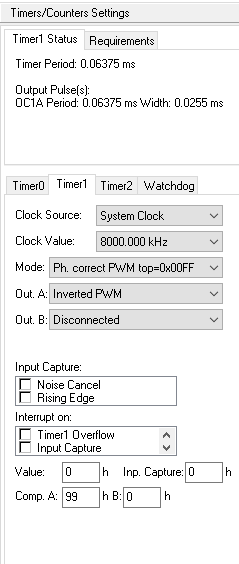 Timers/Counters Settings
Timer1 Status Requirements
Timer Period: 0.06375 ms
Output Pulse(s):
OC1A Period: 0.06375 ms Width: 0.0255 ms
Timer0 Timer1 Timer2 Watchdog
Clock Source: System Clock
Clock Value: 8000.000 kHz
Mode: Ph. correct PWM top=0x00FF
Out. A: Inverted PWM
Out. B: Disconnected
Input Capture:
Noise Cancel
Rising Edge
Interrupt on:
Timer1 Overflow
Input Capture
Value: 0 h Inp. Capture: 0 h
Comp. A: 99 h B: 0 h